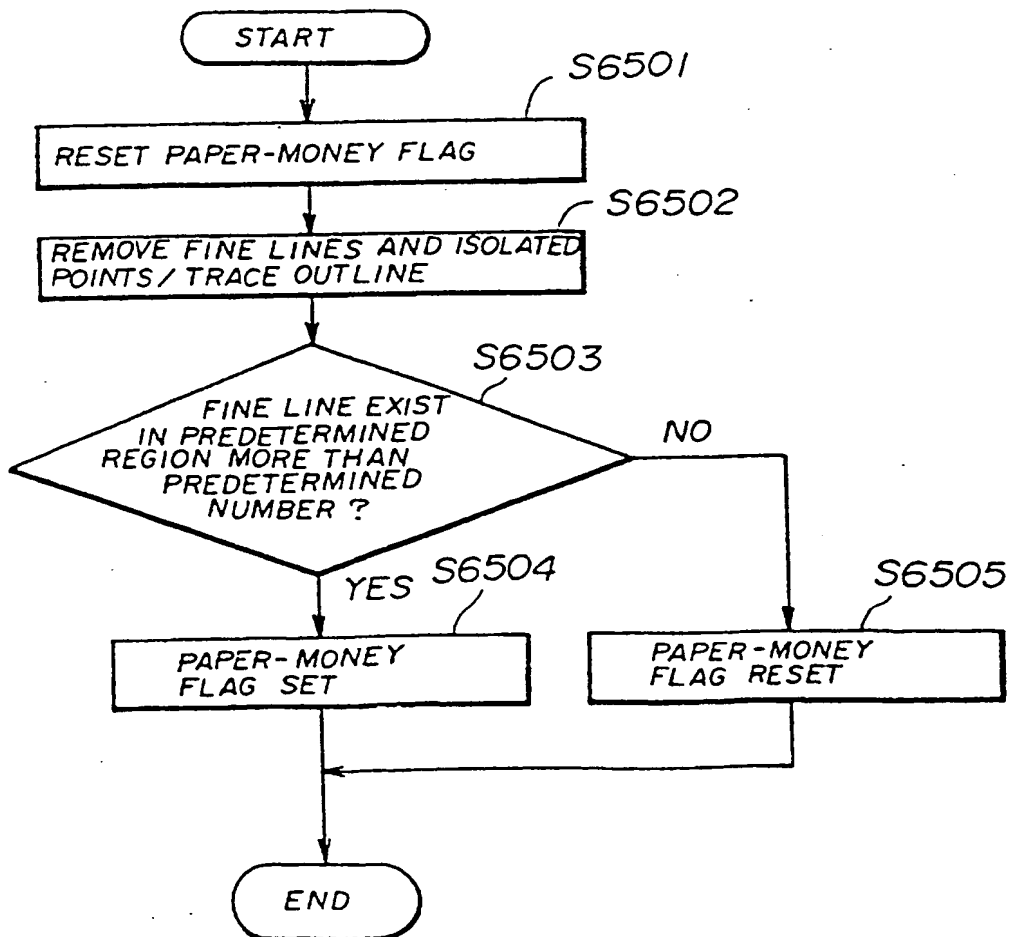 START
S6501
RESET PAPER-MONEY FLAG
S6502
REMOVE FINE LINES AND ISOLATED
POINTS/TRACE OUTLINE
S6503
FINE LINE EXIST
IN PREDETERMINED
REGION MORE THAN
PREDETERMINED
NUMBER ?
NO
YES
S6504
PAPER-MONEY
FLAG SET
S6505
PAPER-MONEY
FLAG RESET
END